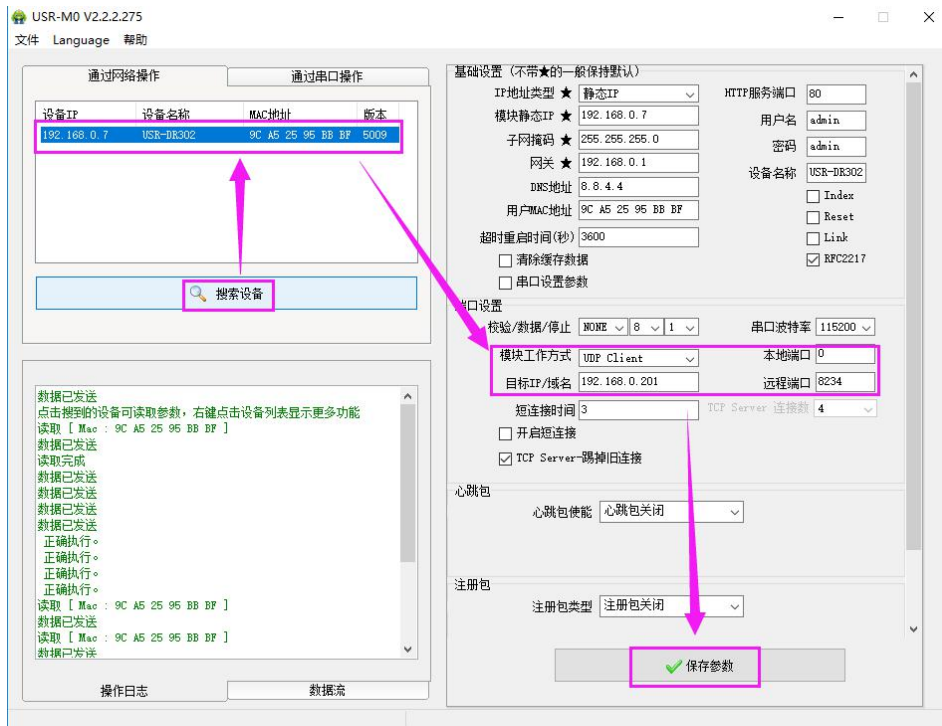 USR-M0 V2.2.2.275
文件 Language 帮助
通过网络操作 通过串口操作
设备IP 设备名称 MAC地址 版本
192.168.0.7 USR-DR302 9C A5 25 95 BB BF 5009
搜索设备
数据已发送
点击搜到的设备可读取参数，右键点击设备列表显示更多功能
读取 [ Mac : 9C A5 25 95 BB BF ]
数据已发送
读取完成
数据已发送
数据已发送
数据已发送
数据已发送
正确执行。
正确执行。
正确执行。
正确执行。
读取 [ Mac : 9C A5 25 95 BB BF ]
数据已发送
读取 [ Mac : 9C A5 25 95 BB BF ]
数据已发送
操作日志 数据流
基础设置 (不带★的一般保持默认)
IP地址类型 ★ 静态IP HTTP服务端口 80
模块静态IP ★ 192.168.0.7 用户名 admin
子网掩码 ★ 255.255.255.0 密码 admin
网关 ★ 192.168.0.1 设备名称 USR-DR302
DNS地址 8.8.4.4 Index
用户MAC地址 9C A5 25 95 BB BF Reset
超时重启时间(秒) 3600 Link
清除缓存数据 RFC2217
串口设置参数
端口设置
校验/数据/停止 NONE 8 1 串口波特率 115200
模块工作方式 UDP Client 本地端口 0
目标IP/域名 192.168.0.201 远程端口 8234
短连接时间 3 TCP Server 连接数 4
开启短连接
TCP Server-踢掉旧连接
心跳包
心跳包使能 心跳包关闭
注册包
注册包类型 注册包关闭
保存参数